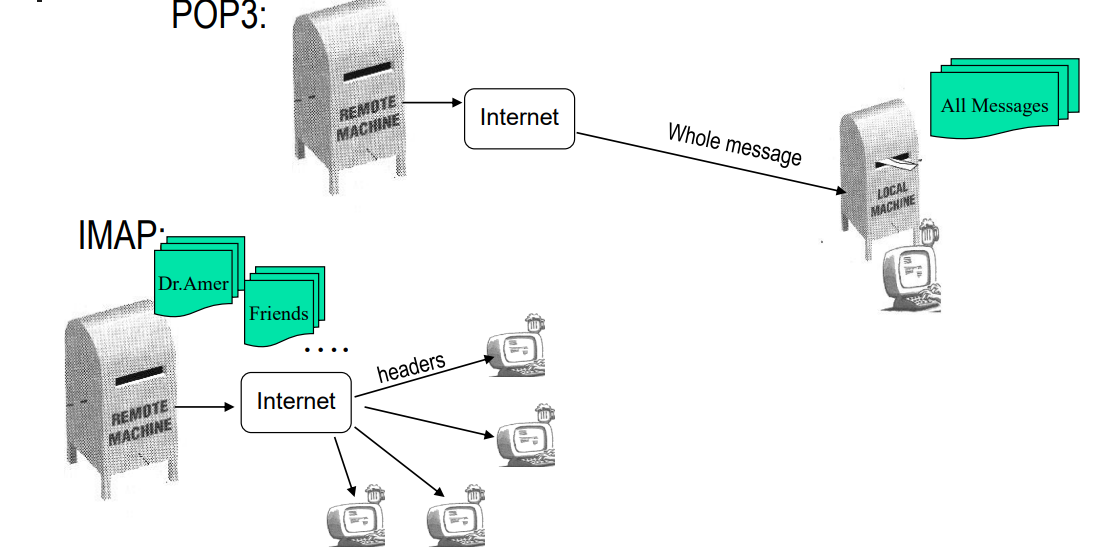 POP3:
REMOTE
MACHINE
Internet
Whole message
All Messages
LOCAL
MACHINE
IMAP:
Dr.Amer
Friends
....
REMOTE
MACHINE
Internet
headers